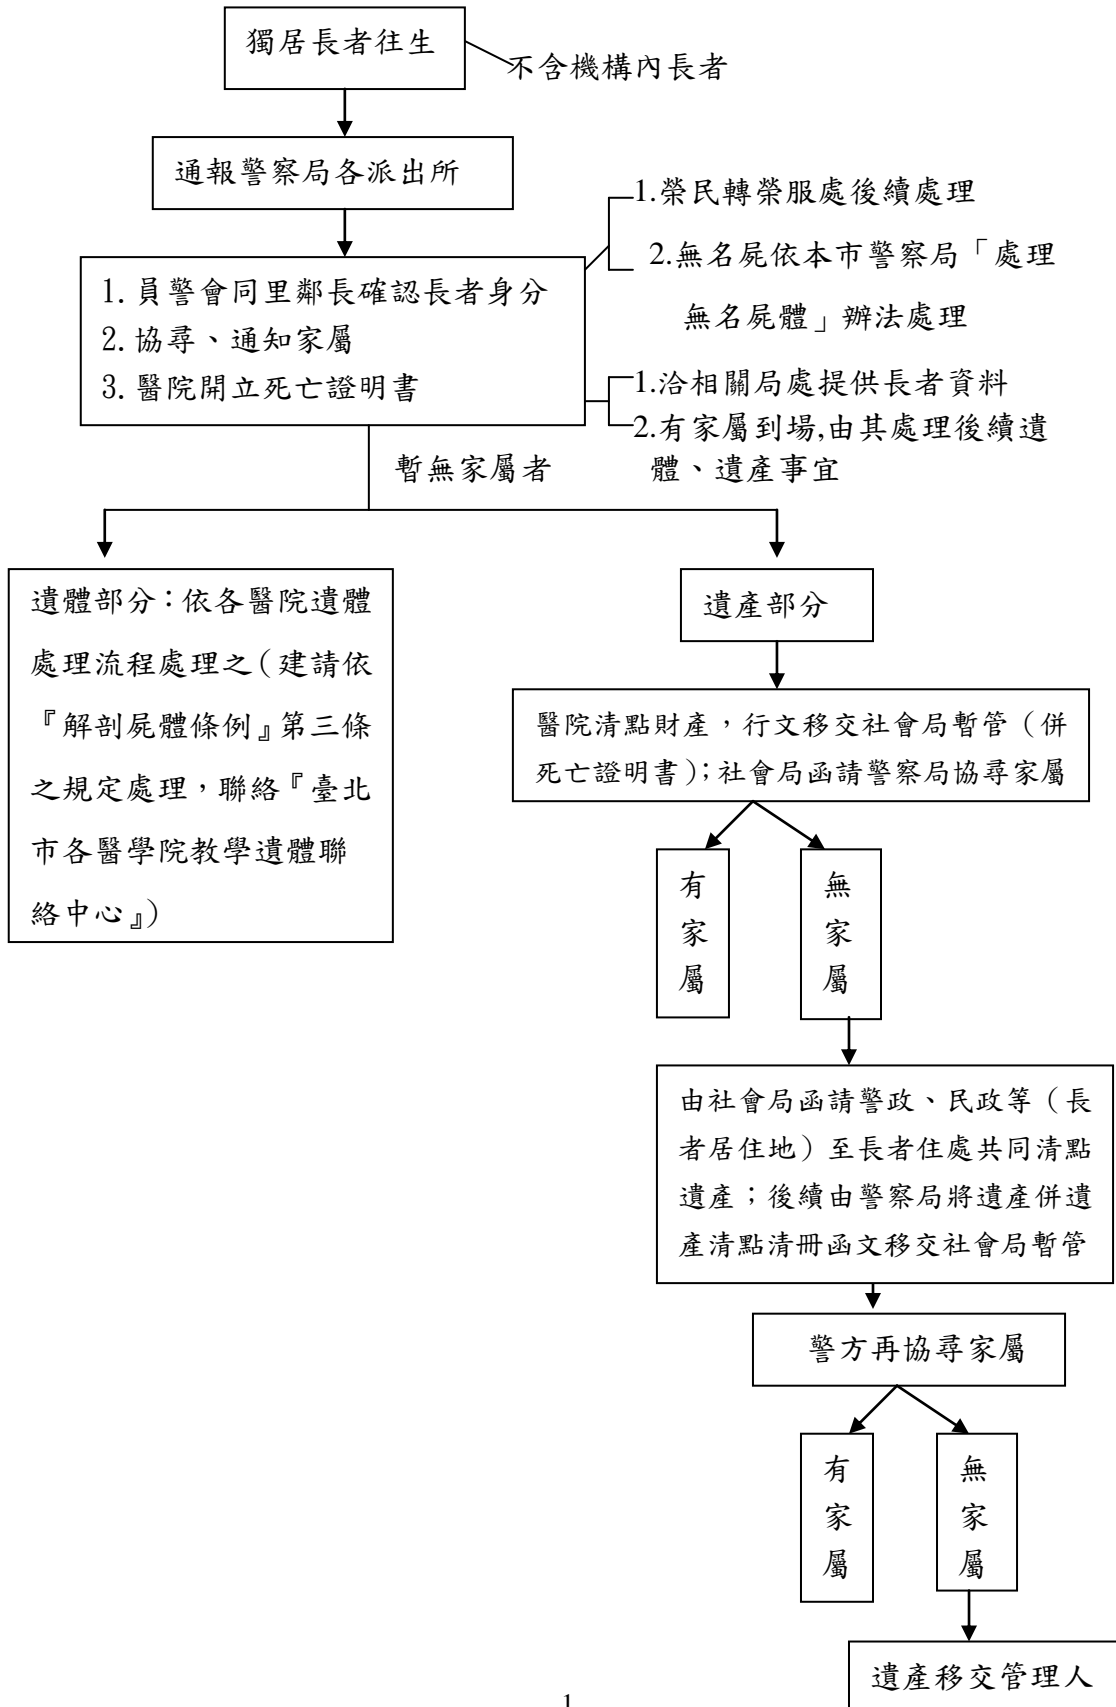 獨居長者往生
不含機構內長者
通報警察局各派出所
1. 員警會同里鄰長確認長者身分
2. 協尋、通知家屬
3. 醫院開立死亡證明書
1.榮民轉榮服處後續處理
2.無名屍依本市警察局「處理
無名屍體」辦法處理
1.洽相關局處提供長者資料
2.有家屬到場,由其處理後續遺
體、遺產事宜
暫無家屬者
遺體部分：依各醫院遺體
處理流程處理之（建請依
『解剖屍體條例』第三條
之規定處理，聯絡『臺北
市各醫學院教學遺體聯
絡中心』）
遺產部分
醫院清點財產，行文移交社會局暫管（併
死亡證明書）；社會局函請警察局協尋家屬
有家屬
無家屬
由社會局函請警政、民政等（長
者居住地）至長者住處共同清點
遺產；後續由警察局將遺產併遺
產清點清冊函文移交社會局暫管
警方再協尋家屬
有家屬
無家屬
遺產移交管理人
1